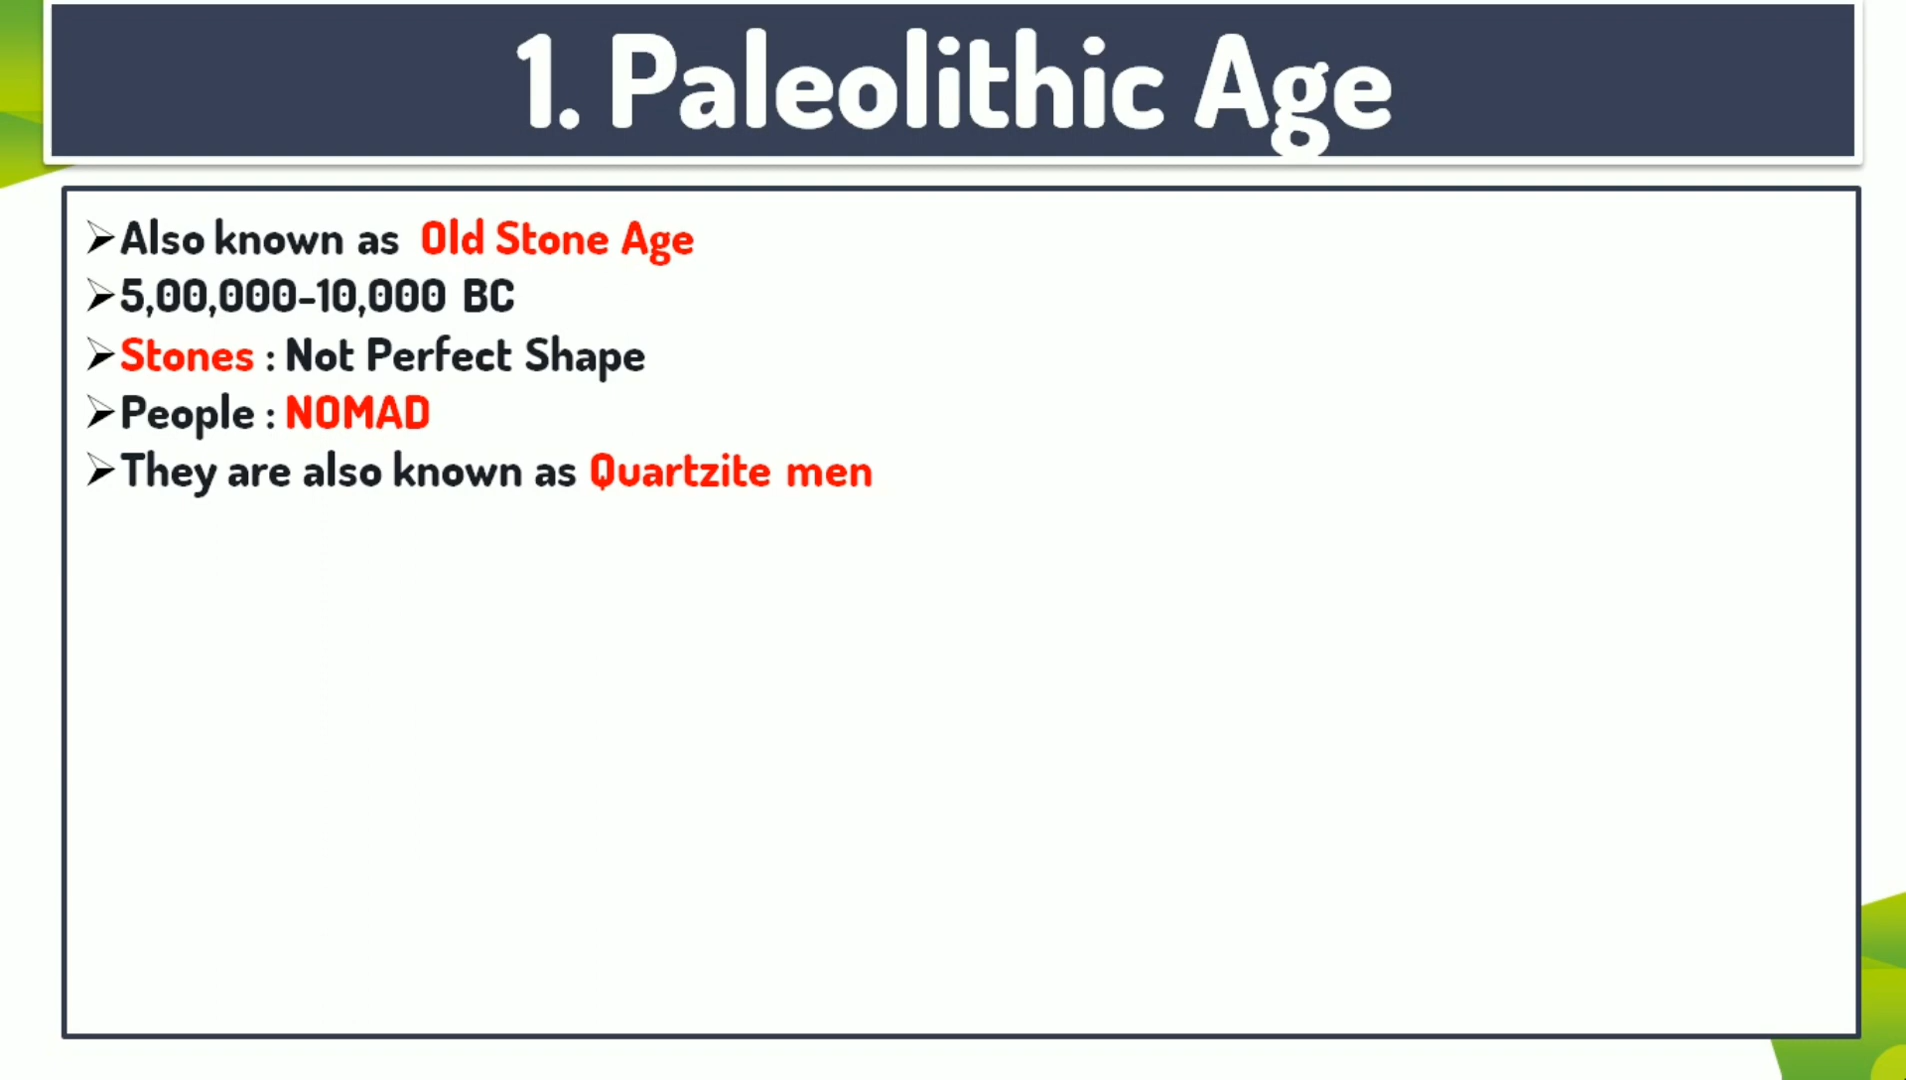 1. Paleolithic Age
➢Also known as Old Stone Age
➢5,00,000-10,000 BC
➢Stones : Not Perfect Shape
➢People : NOMAD
➢They are also known as Quartzite men